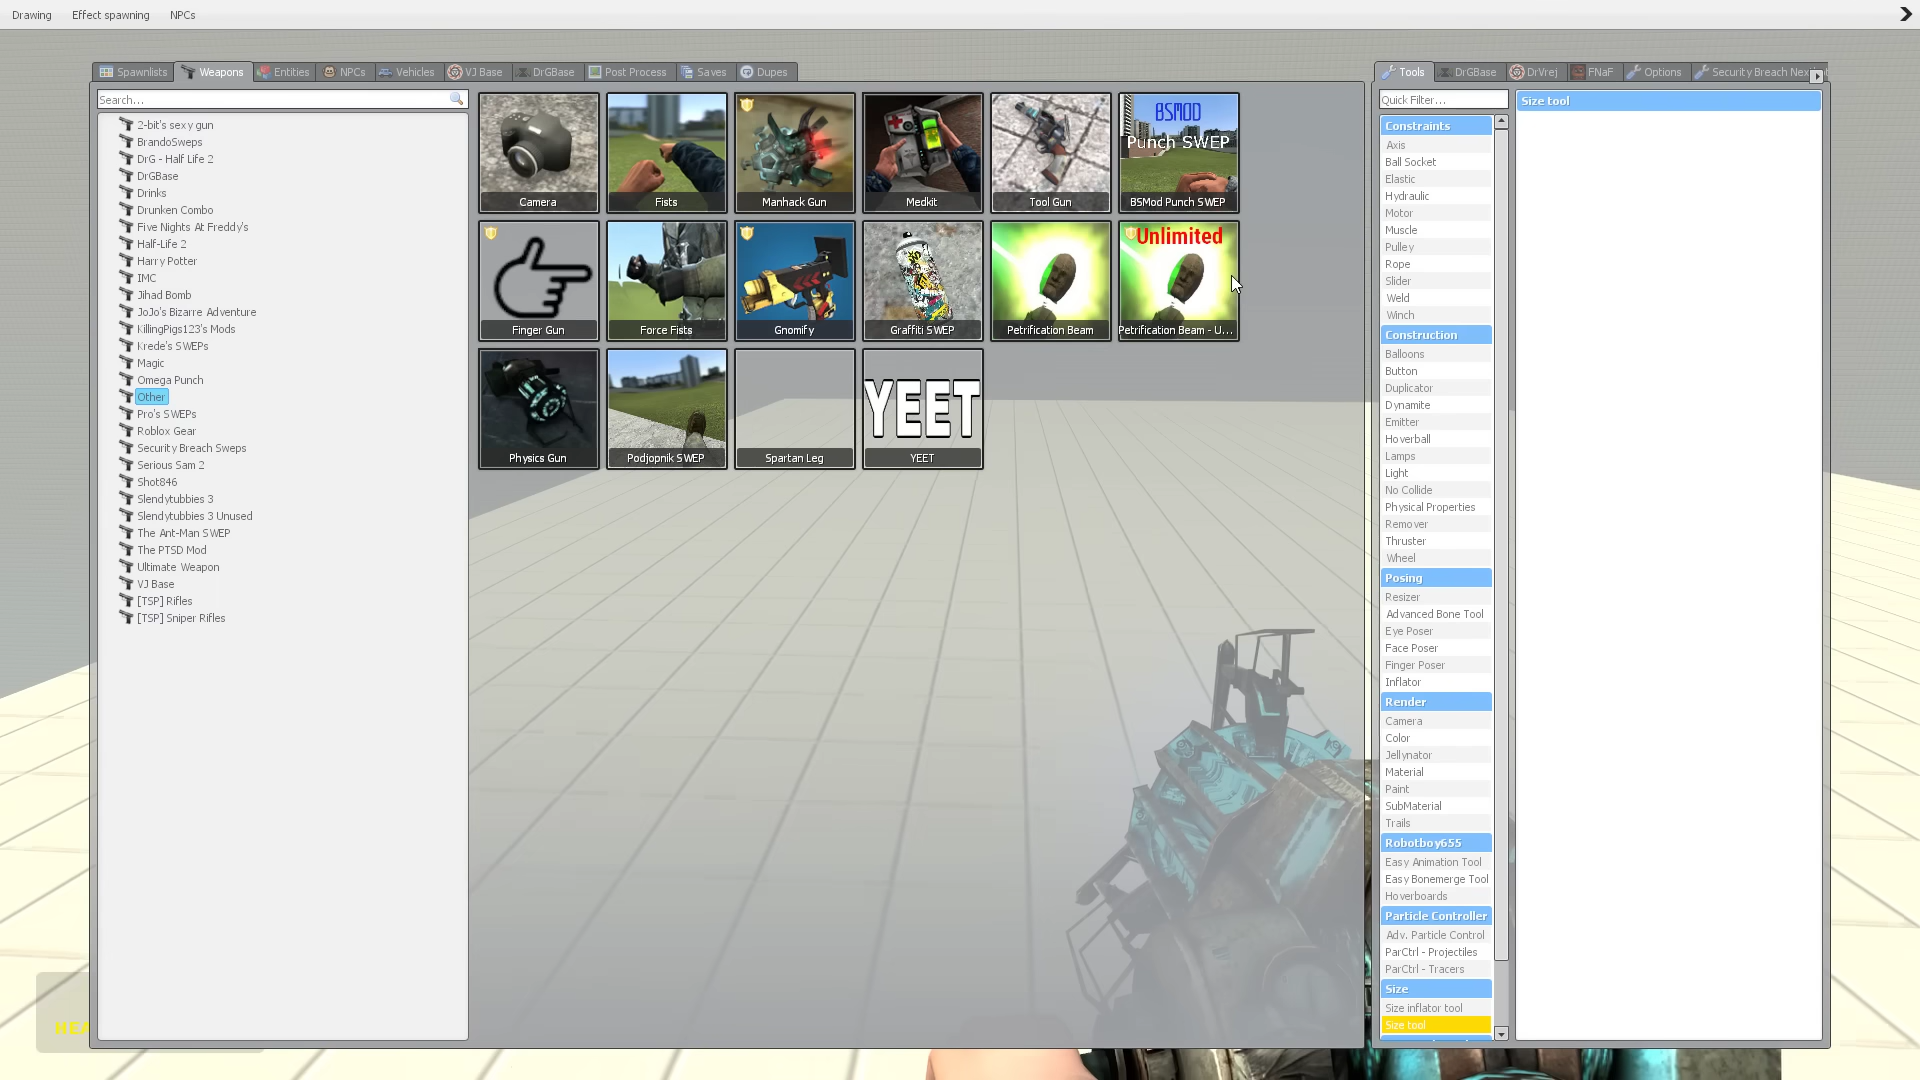 Drawing Effect spawning NPCs
Spawnlists Weapons Entities NPCs Vehicles VJ Base DrGBase Post Process Saves Dupes
Search...
2-bit's sexy gun
BrandoSweps
DrG - Half Life 2
DrGBase
Drinks
Drunken Combo
Five Nights At Freddy's
Half-Life 2
Harry Potter
IMC
Jihad Bomb
JoJo's Bizarre Adventure
KillingPigs123's Mods
Krede's SWEPs
Magic
Omega Punch
Other
Pro's SWEPs
Roblox Gear
Security Breach Sweps
Serious Sam 2
Shot846
Slendytubbies 3
Slendytubbies 3 Unused
The Ant-Man SWEP
The PTSD Mod
Ultimate Weapon
VJ Base
[TSP] Rifles
[TSP] Sniper Rifles
BSMOD
Punch SWEP
Camera Fists Manhack Gun Medkit Tool Gun BSMod Punch SWEP
Unlimited
Finger Gun Force Fists Gnomify Graffiti SWEP Petrification Beam Petrification Beam - U...
YEET
Physics Gun Podjopnik SWEP Spartan Leg YEET
Tools DrGBase DrVrej FNaF Options Security Breach
Quick Filter...
Constraints
Axis
Ball Socket
Elastic
Hydraulic
Motor
Muscle
Pulley
Rope
Slider
Weld
Winch
Construction
Balloons
Button
Duplicator
Dynamite
Emitter
Hoverball
Lamps
Light
No Collide
Physical Properties
Remover
Thruster
Wheel
Posing
Resizer
Advanced Bone Tool
Eye Poser
Face Poser
Finger Poser
Inflator
Render
Camera
Color
Jellynator
Material
Paint
SubMaterial
Trails
Robotboy655
Easy Animation Tool
Easy Bonemerge Tool
Hoverboards
Particle Controller
Adv. Particle Control
ParCtrl - Projectiles
ParCtrl - Tracers
Size
Size inflator tool
Size tool
Size tool